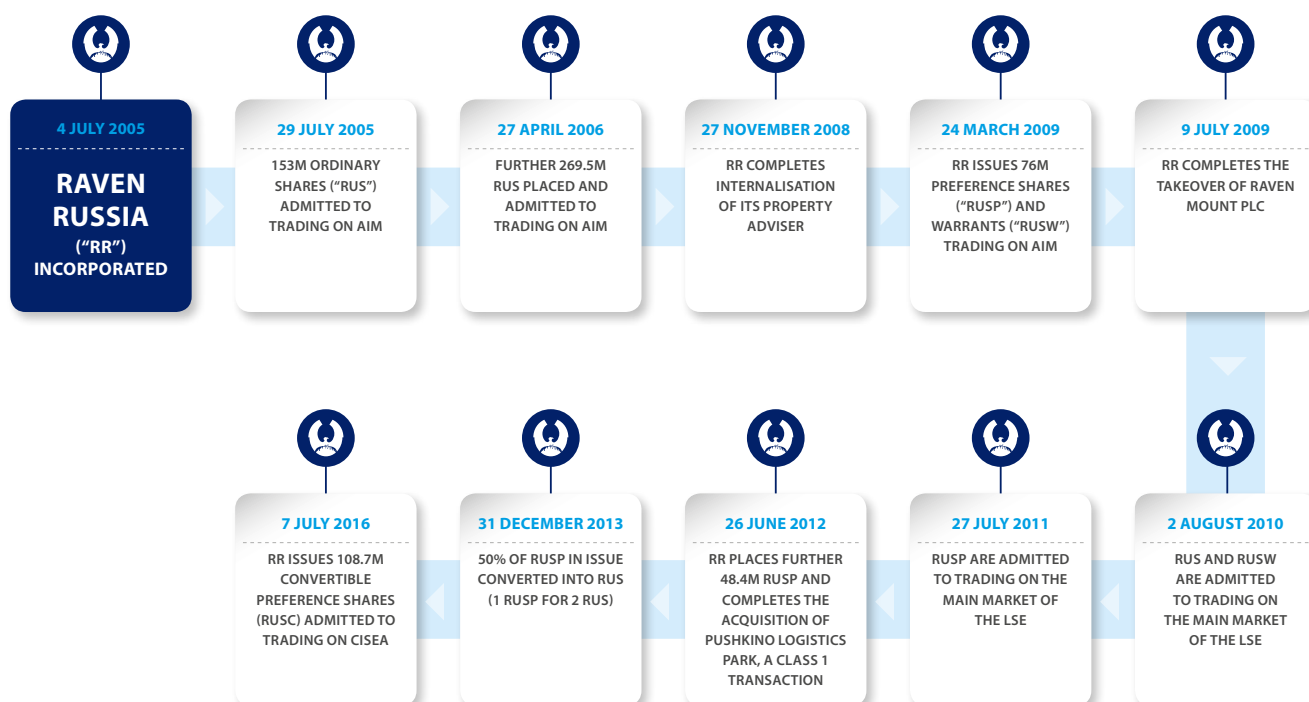 4 JULY 2005
RAVEN
RUSSIA
(“RR”)
INCORPORATED
29 JULY 2005
153M ORDINARY
SHARES (“RUS”)
ADMITTED TO
TRADING ON AIM
27 APRIL 2006
FURTHER 269.5M
RUS PLACED AND
ADMITTED TO
TRADING ON AIM
27 NOVEMBER 2008
RR COMPLETES
INTERNALISATION
OF ITS PROPERTY
ADVISER
24 MARCH 2009
RR ISSUES 76M
PREFERENCE SHARES
(“RUSP”) AND
WARRANTS (“RUSW”)
TRADING ON AIM
9 JULY 2009
RR COMPLETES THE
TAKEOVER OF RAVEN
MOUNT PLC
2 AUGUST 2010
RUS AND RUSW
ARE ADMITTED
TO TRADING ON
THE MAIN MARKET
OF THE LSE
27 JULY 2011
RUSP ARE ADMITTED
TO TRADING ON THE
MAIN MARKET OF
THE LSE
26 JUNE 2012
RR PLACES FURTHER
48.4M RUSP AND
COMPLETES THE
ACQUISITION OF
PUSHKINO LOGISTICS
PARK, A CLASS 1
TRANSACTION
31 DECEMBER 2013
50% OF RUSP IN ISSUE
CONVERTED INTO RUS
(1 RUSP FOR 2 RUS)
7 JULY 2016
RR ISSUES 108.7M
CONVERTIBLE
PREFERENCE SHARES
(RUSC) ADMITTED TO
TRADING ON CISEA